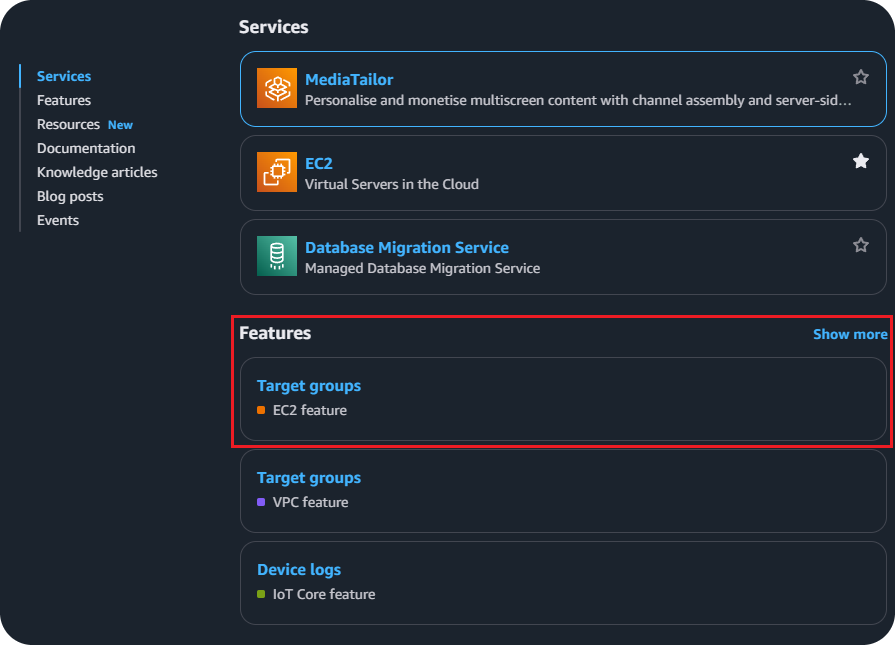 Services
Services
Features
Resources New
Documentation
Knowledge articles
Blog posts
Events
MediaTailor
Personalise and monetise multiscreen content with channel assembly and server-sid…
EC2
Virtual Servers in the Cloud
Database Migration Service
Managed Database Migration Service
Features
Show more
Target groups
EC2 feature
Target groups
VPC feature
Device logs
IoT Core feature